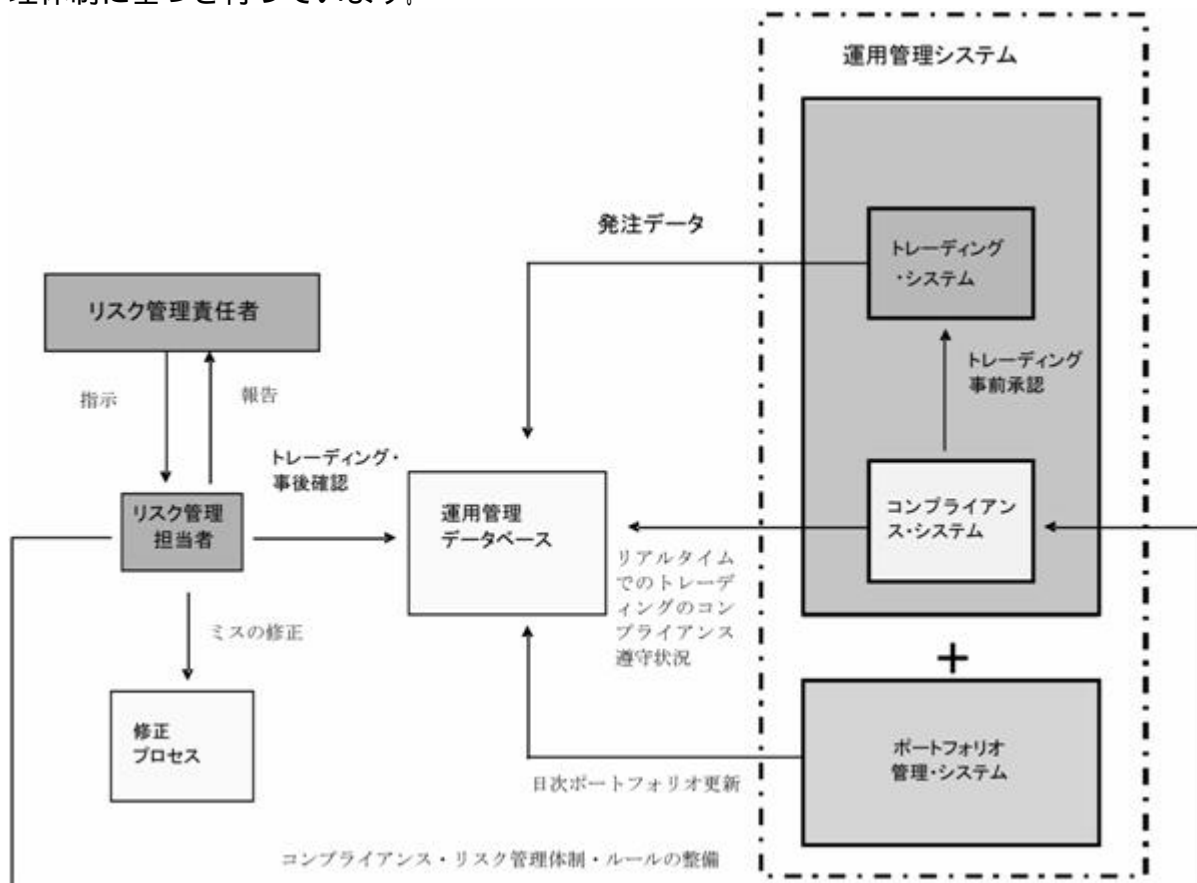 理体制に基づき行っています。
運用管理システム
発注データ
トレーディング
・システム
リスク管理責任者
トレーディング
事前承認
指示
報告
トレーディング・
事後確認
リスク管理
担当者
運用管理
データベース
コンプライアン
ス・システム
リアルタイム
でのトレーデ
ィングのコン
プライアンス
遵守状況
ミスの修正
+
修正
プロセス
ポートフォリオ
管理・システム
日次ポートフォリオ更新
コンプライアンス・リスク管理体制・ルールの整備